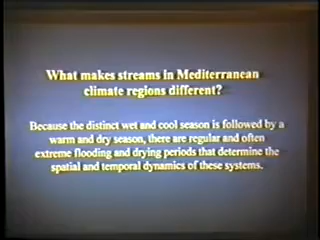 What makes streams in Mediterranean
climate regions different?
Because the distinct wet and cool season is followed by a
warm and dry season, there are regular and often
extreme flooding and drying periods that determine the
spatial and temporal dynamics of these systems.